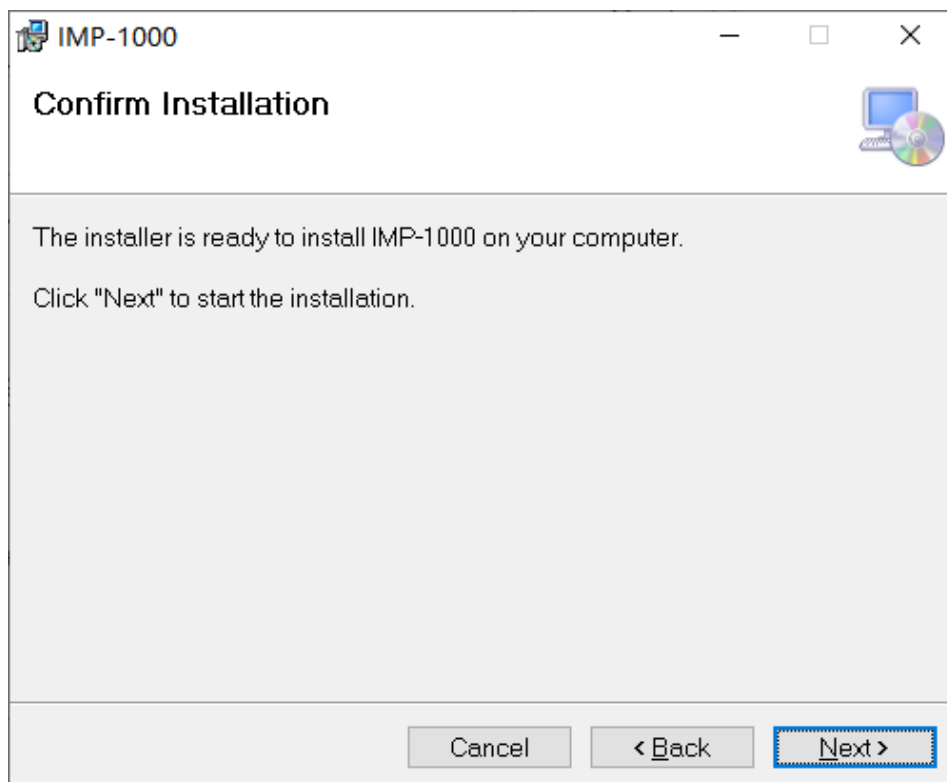 IMP-1000
Confirm Installation
The installer is ready to install IMP-1000 on your computer.
Click "Next" to start the installation.
Cancel
< Back
Next >